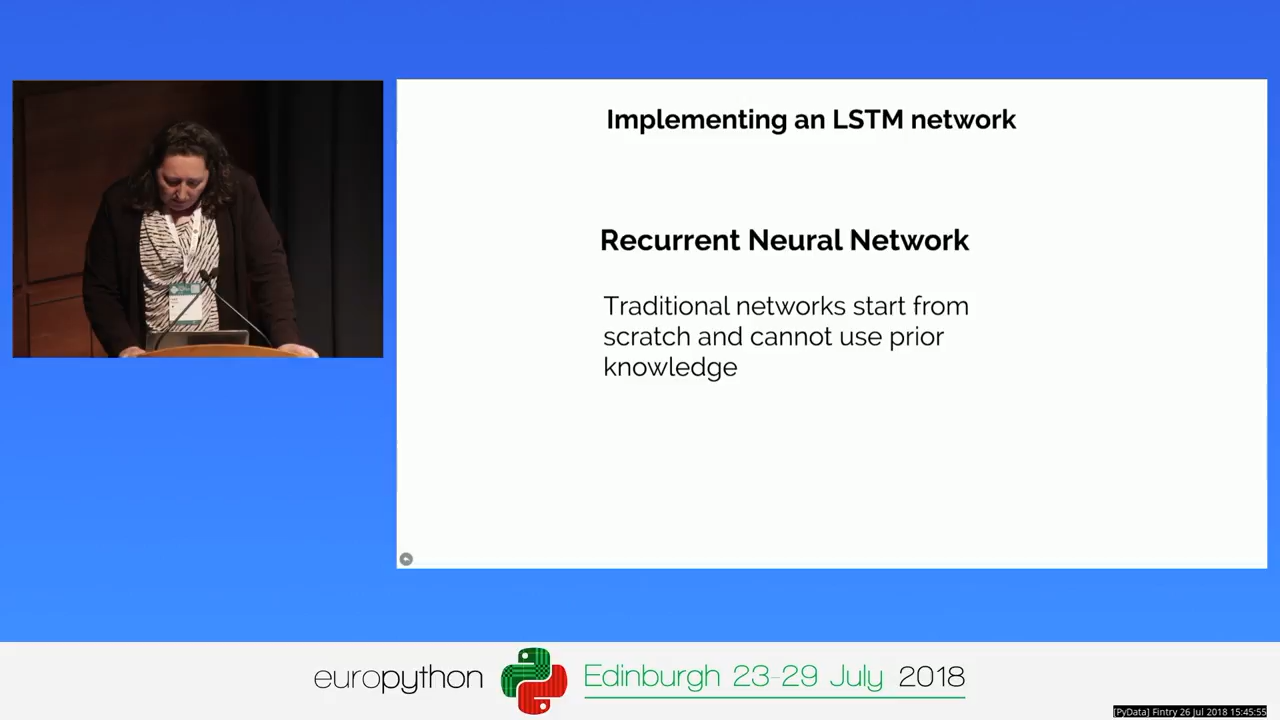 Implementing an LSTM network
Recurrent Neural Network
Traditional networks start from
scratch and cannot use prior
knowledge
europython Edinburgh 23-29 July 2018
[PyData] Fintry 26 Jul 2018 15:45:55